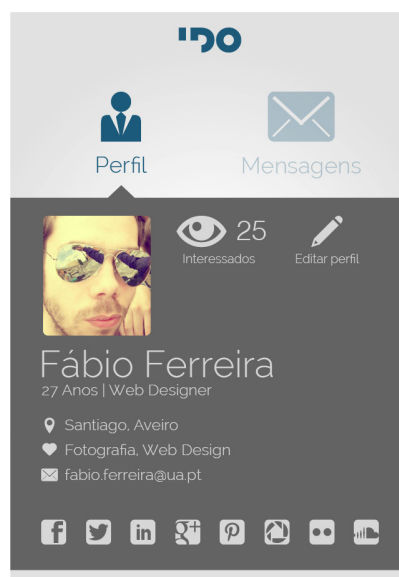 'DO
Perfil
Mensagens
25
Interessados
Editar perfil
Fábio Ferreira
27 Anos | Web Designer
Santiago, Aveiro
Fotografia, Web Design
fabio.ferreira@ua.pt